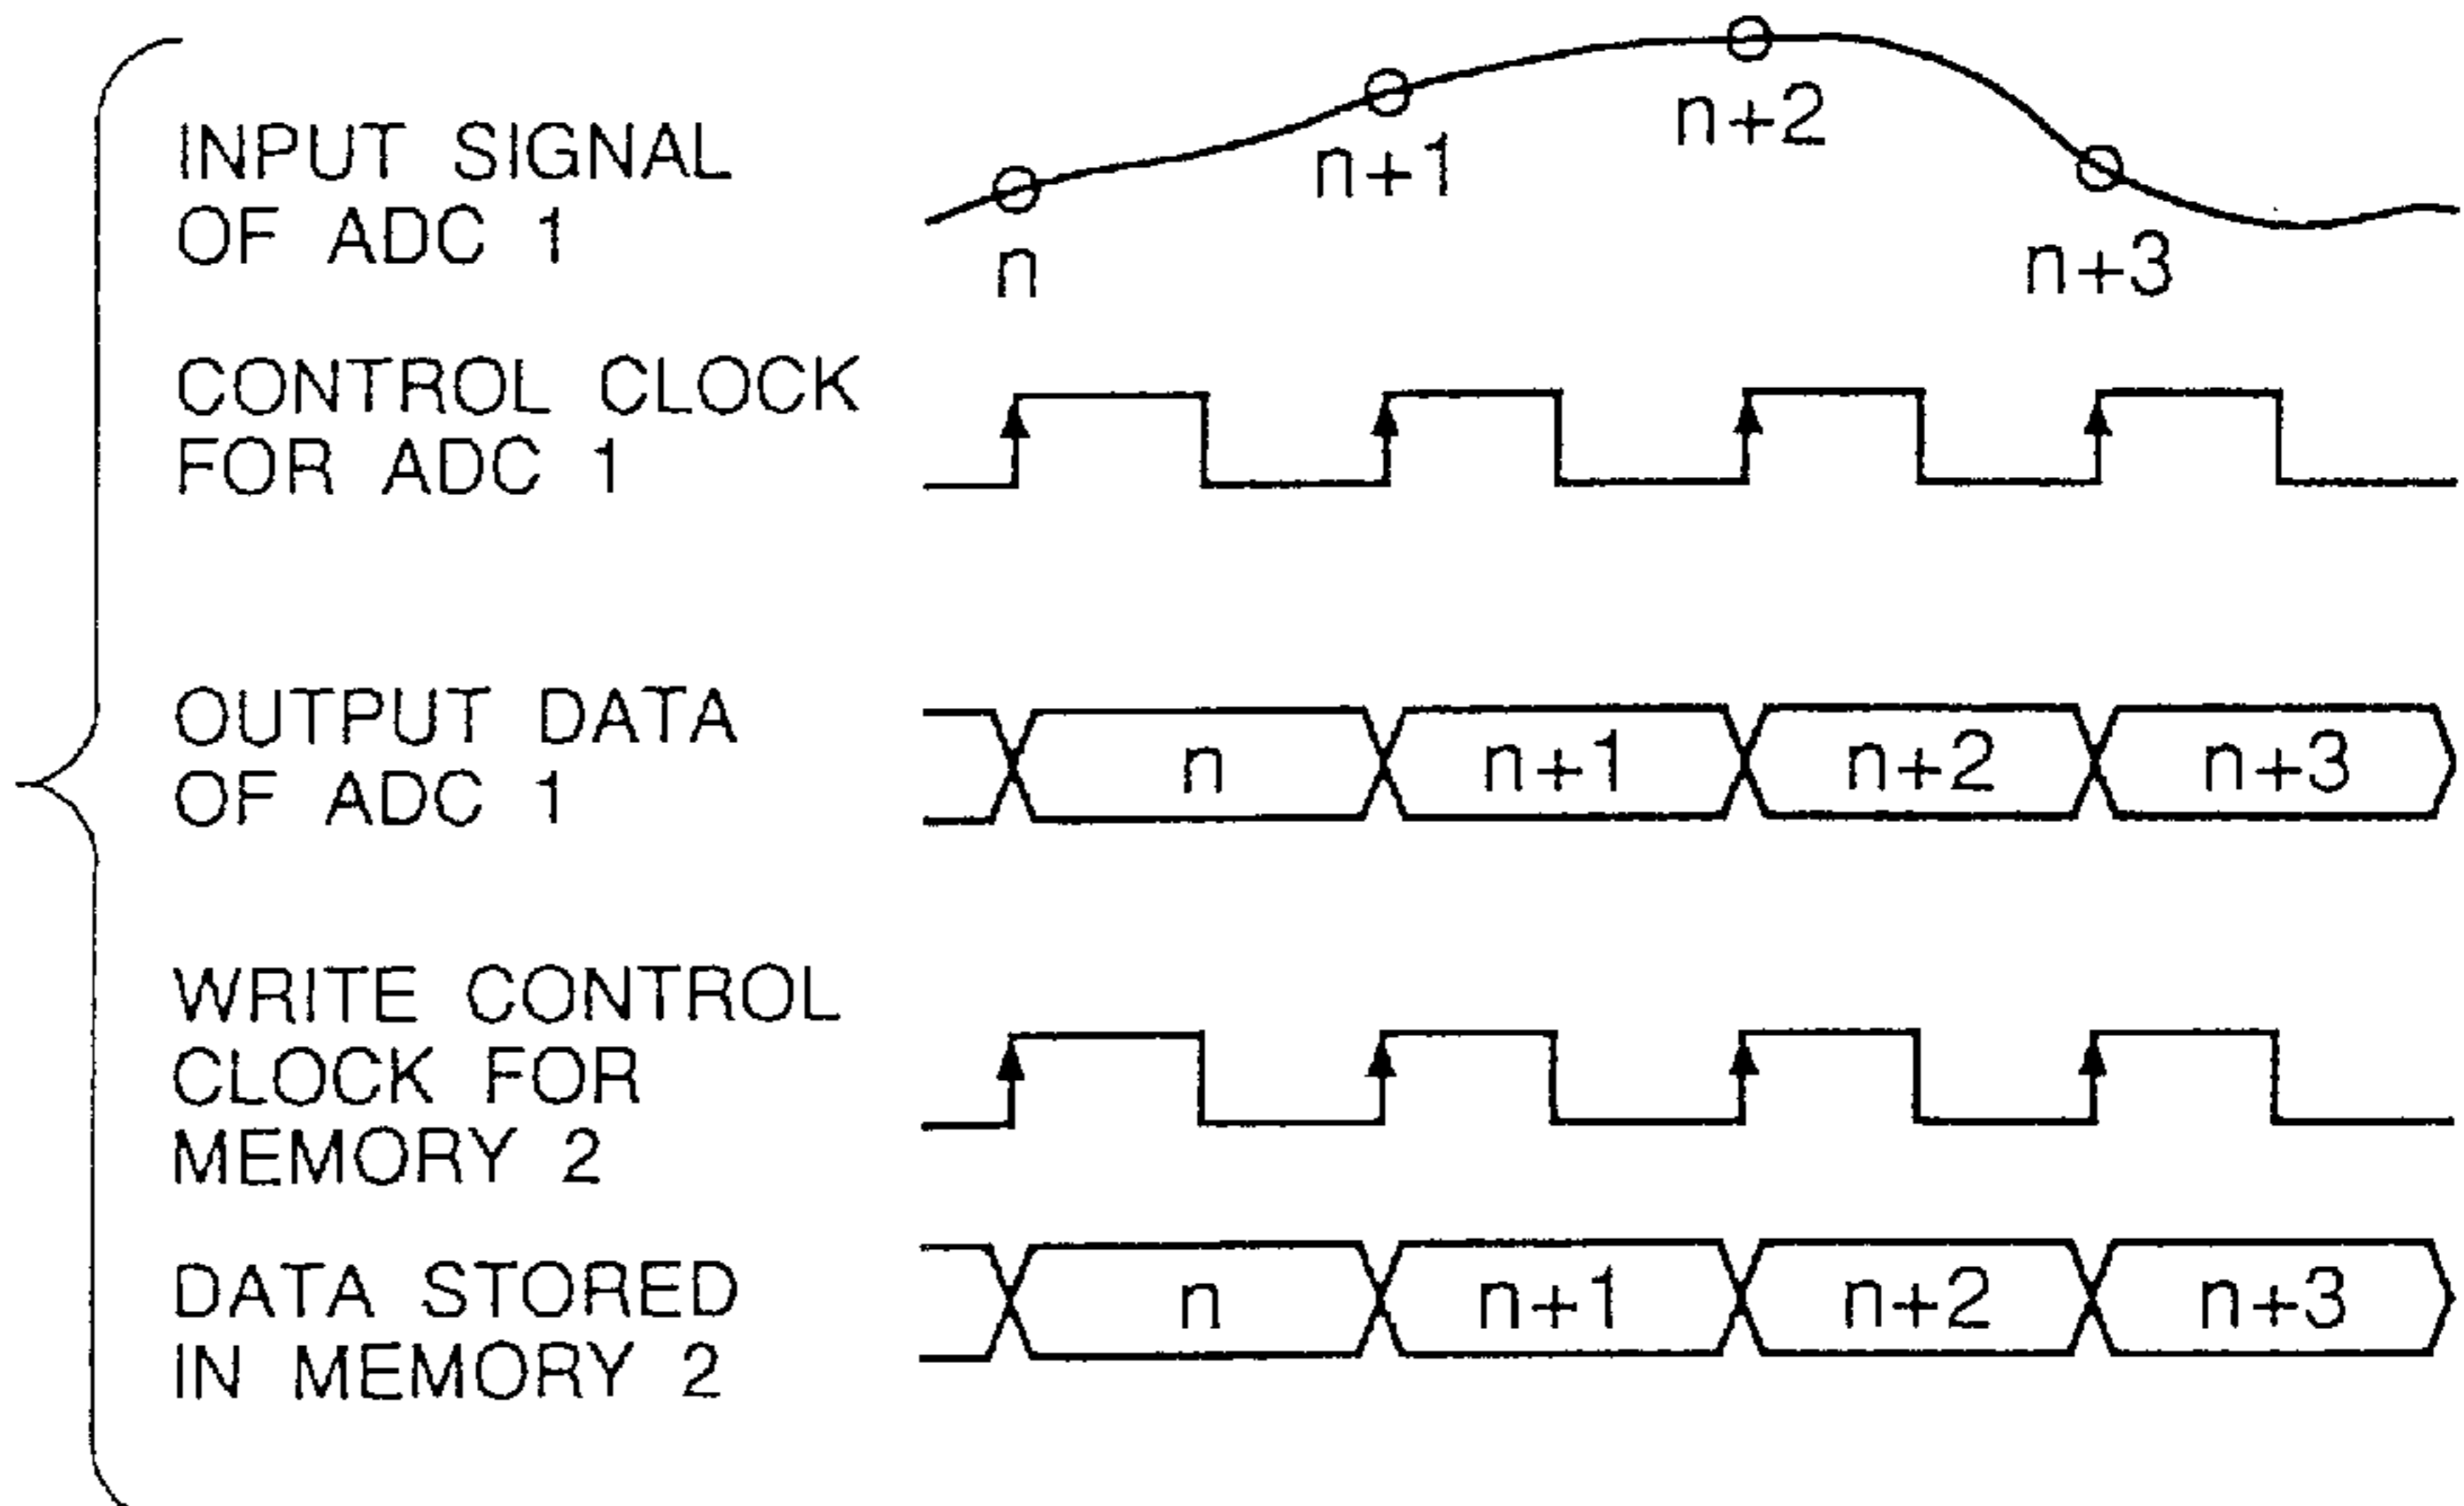 INPUT SIGNAL
OF ADC 1
n
n+1
n+2
n+3
CONTROL CLOCK
FOR ADC 1
OUTPUT DATA
OF ADC 1
n n+1 n+2 n+3
WRITE CONTROL
CLOCK FOR
MEMORY 2
DATA STORED
IN MEMORY 2
n n+1 n+2 n+3